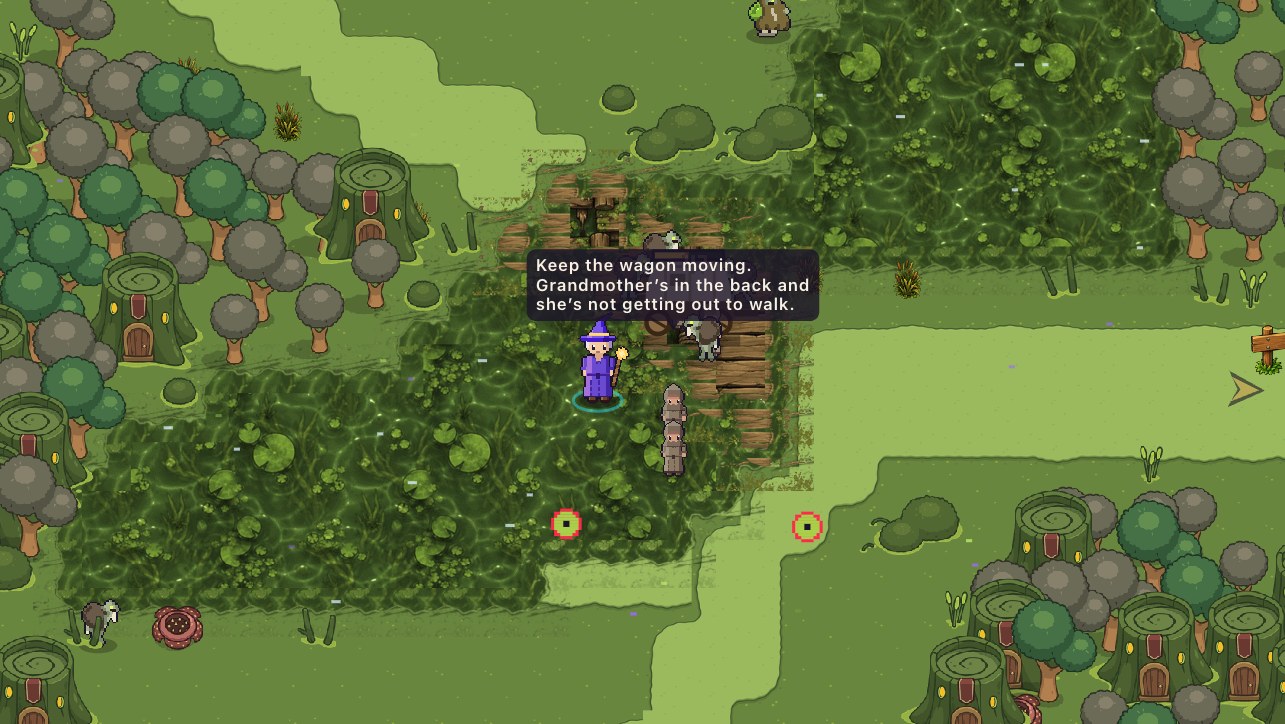 Keep the wagon moving.
Grandmother's in the back and
she's not getting out to walk.